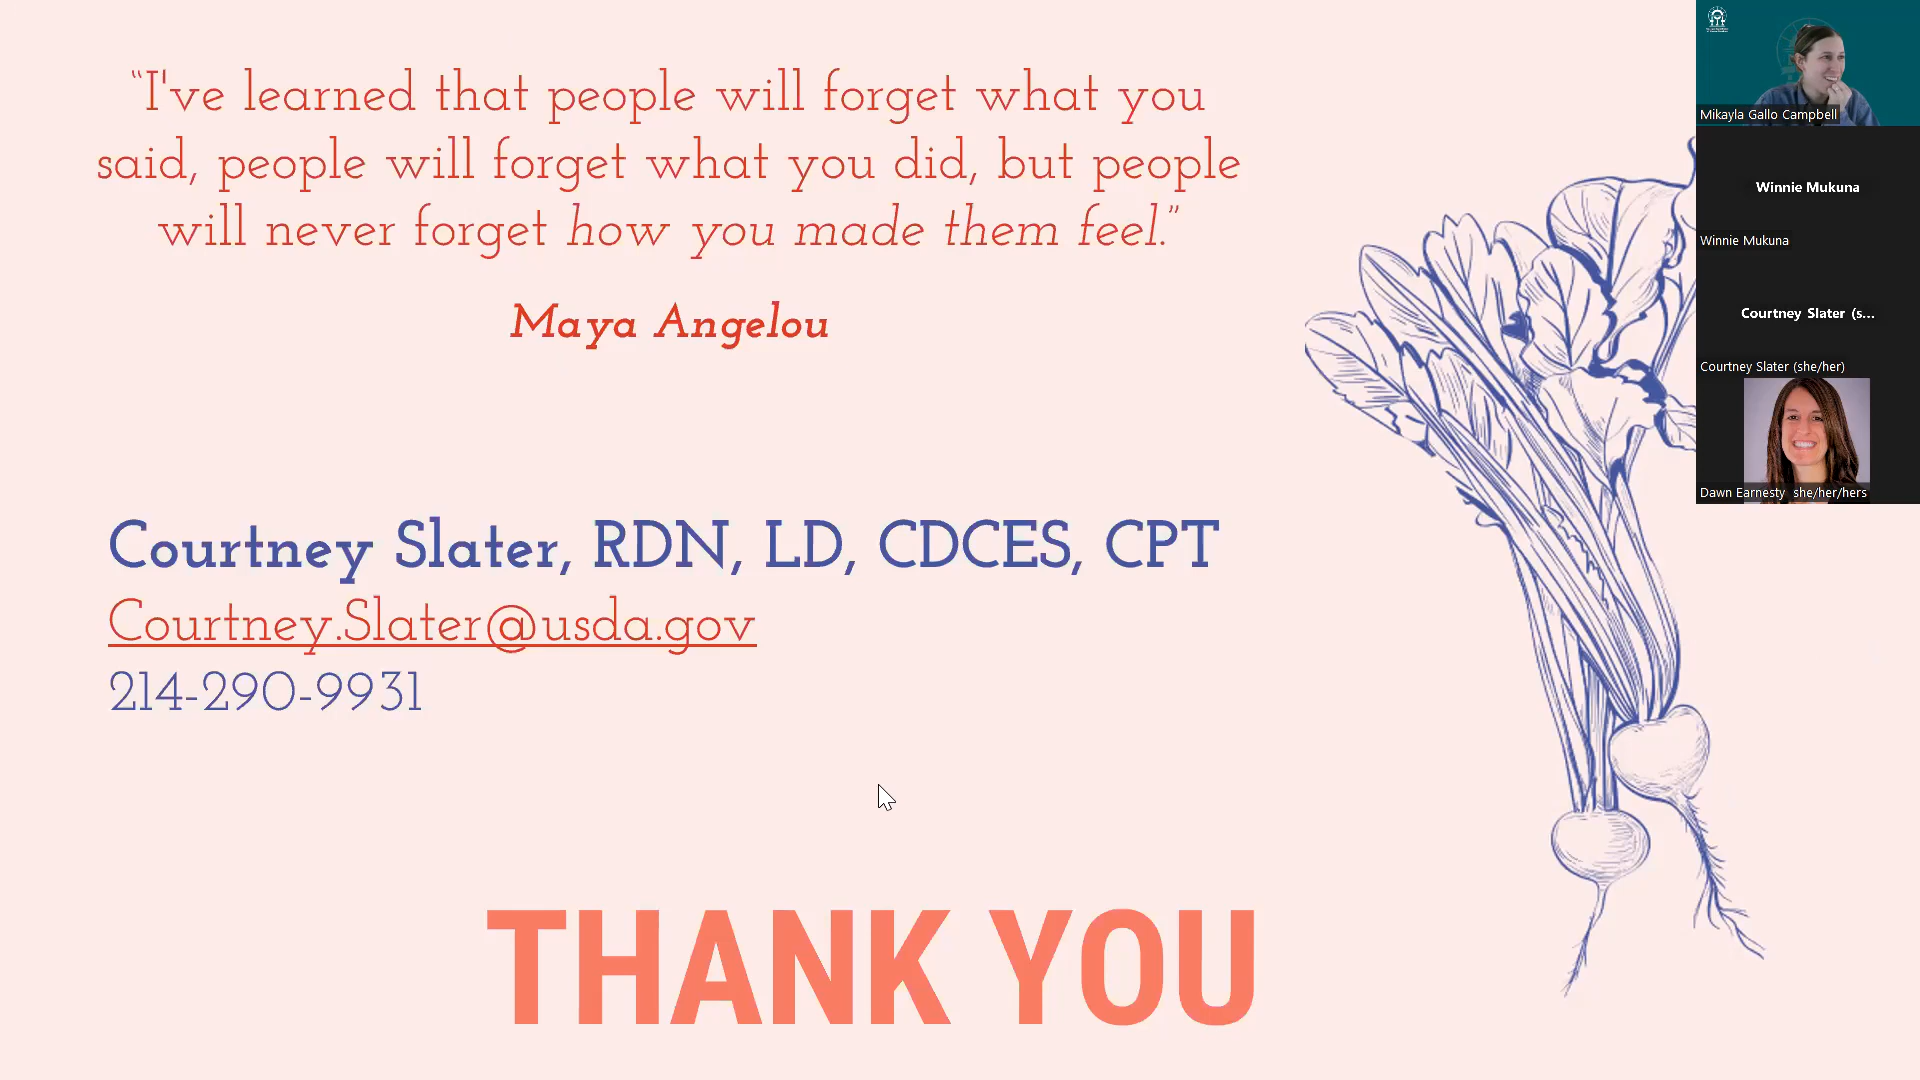 “I've learned that people will forget what you
said, people will forget what you did, but people
will never forget how you made them feel.”
Maya Angelou
Courtney Slater, RDN, LD, CDCES, CPT
Courtney.Slater@usda.gov
214-290-9931
THANK YOU
Mikayla Gallo Campbell
Winnie Mukuna
Winnie Mukuna
Courtney Slater (s...
Courtney Slater (she/her)
Dawn Earnesty she/her/hers